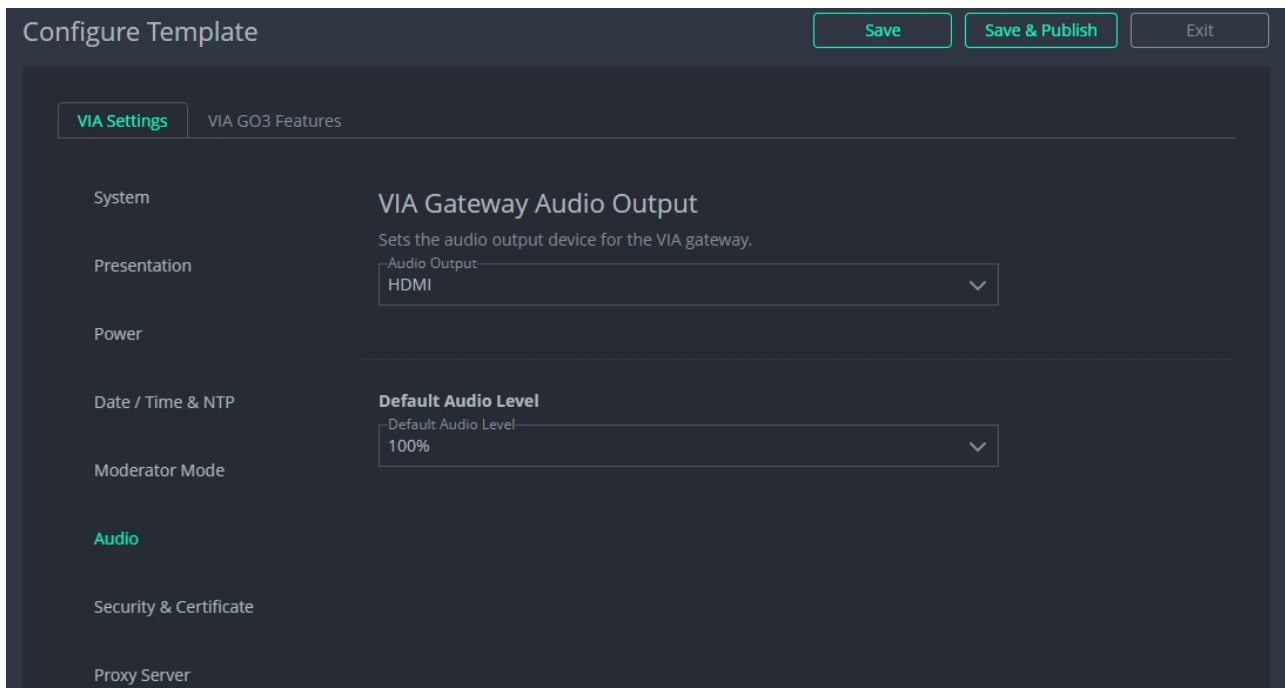 Configure Template
Save
Save & Publish
Exit
VIA Settings
VIA GO3 Features
System
Presentation
Power
Date / Time & NTP
Moderator Mode
Audio
Security & Certificate
Proxy Server
VIA Gateway Audio Output
Sets the audio output device for the VIA gateway.
Audio Output
HDMI
Default Audio Level
Default Audio Level
100%